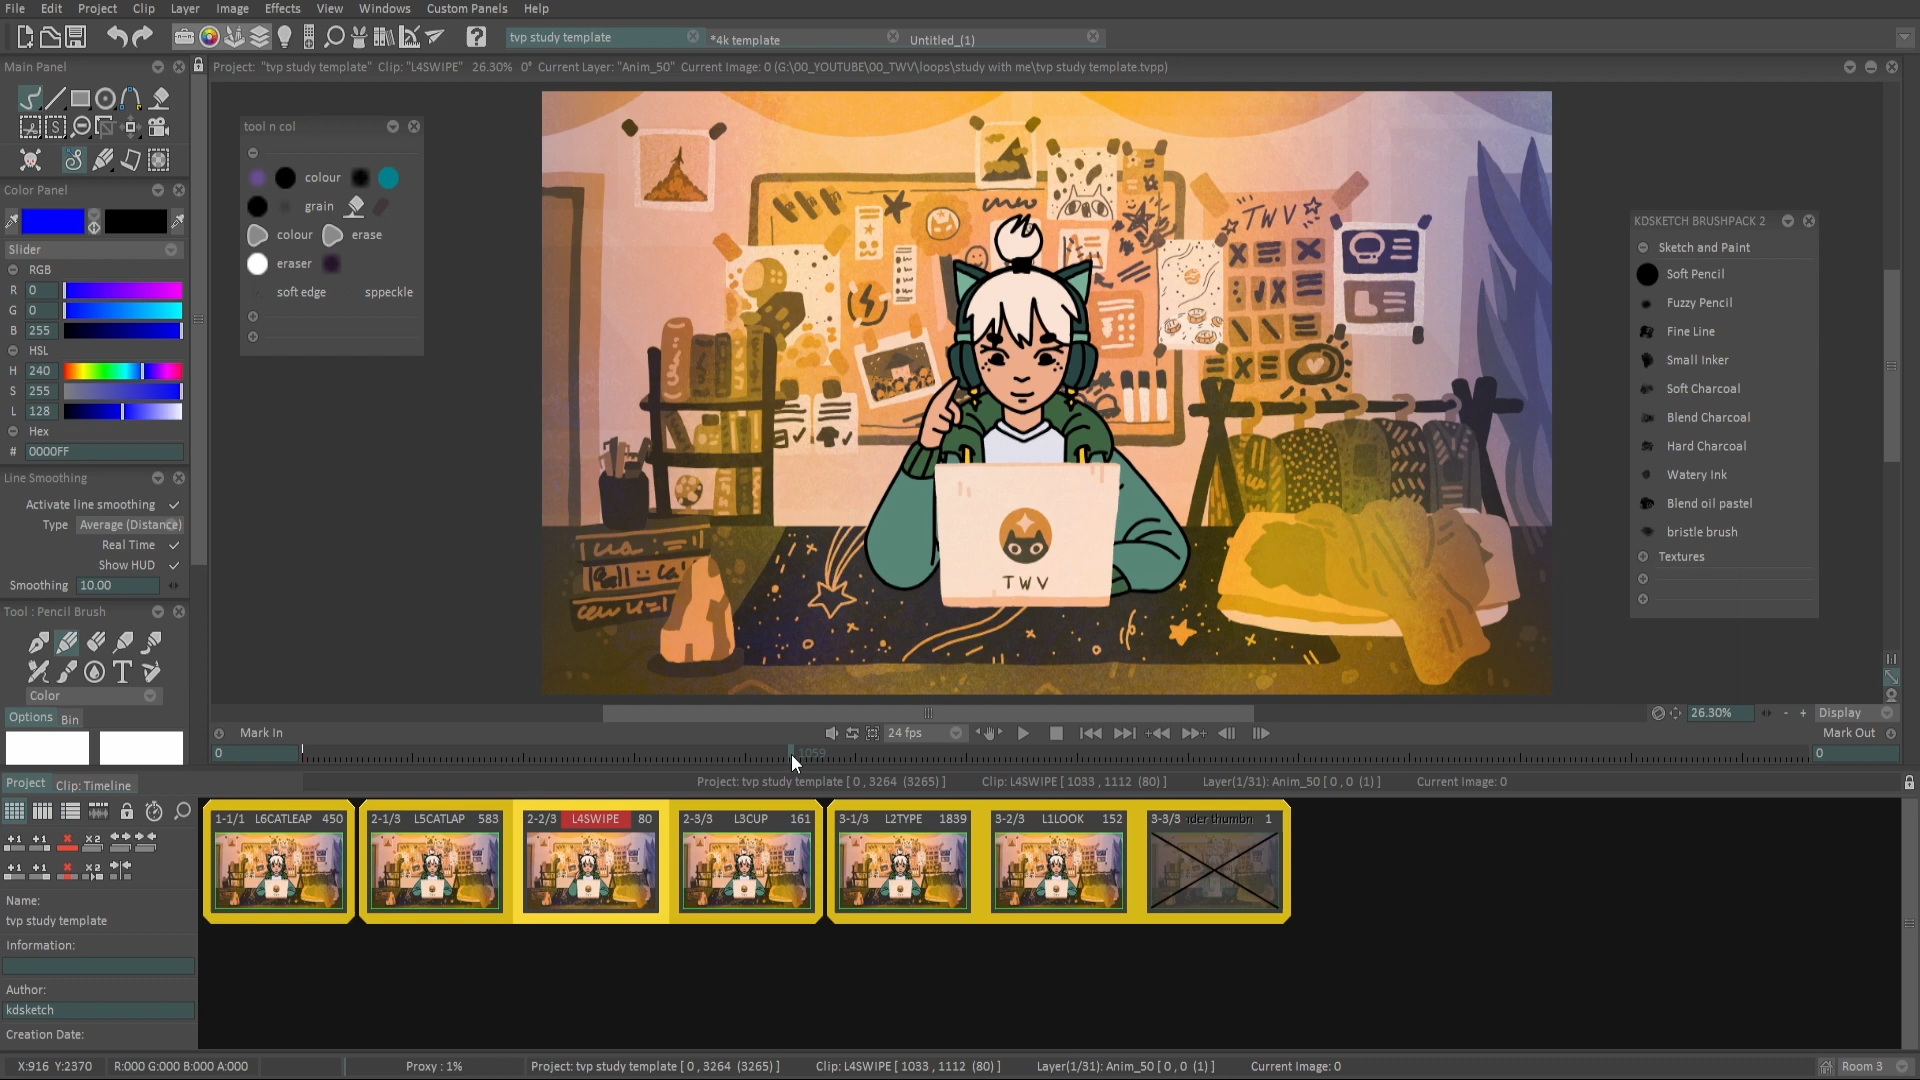 File Edit Project Clip Layer Image Effects View Windows Custom Panels Help
tvp study template
*4k template
Untitled_(1)
Main Panel
Project: "tvp study template" Clip: "L4SWIPE" 26.30% 0° Current Layer: "Anim_50" Current Image: 0 (G:\00_YOUTUBE\00_TWV\loops\study with me\tvp study template.tvpp)
tool n col
colour
grain
colour
erase
eraser
soft edge
sppeckle
Color Panel
Slider
RGB
R 0
G 0
B 255
HSL
H 240
S 255
L 128
Hex
# 0000FF
Line Smoothing
Activate line smoothing
Type Average (Distance)
Real Time
Show HUD
Smoothing 10.00
Tool : Pencil Brush
Color
Options Bin
TWV
TWV
KDSKETCH BRUSHPACK 2
Sketch and Paint
Soft Pencil
Fuzzy Pencil
Fine Line
Small Inker
Soft Charcoal
Blend Charcoal
Hard Charcoal
Watery Ink
Blend oil pastel
bristle brush
Textures
26.30% - + Display
Mark In
24 fps
Mark Out
0
1059
0
Project Clip: Timeline
Project: tvp study template [ 0 , 3264 (3265) ] Clip: L4SWIPE [ 1033 , 1112 (80) ] Layer(1/31): Anim_50 [ 0 , 0 (1) ] Current Image: 0
+1 +1 x2
+1 +1 x2
1-1/1 L6CATLEAP 450
2-1/3 L5CATLAP 583
2-2/3 L4SWIPE 80
2-3/3 L3CUP 161
3-1/3 L2TYPE 1839
3-2/3 L1LOOK 152
3-3/3 ider thumbn 1
Name:
tvp study template
Information:
Author:
kdsketch
Creation Date:
X:916 Y:2370 R:000 G:000 B:000 A:000 Proxy : 1% Project: tvp study template [ 0 , 3264 (3265) ] Clip: L4SWIPE [ 1033 , 1112 (80) ] Layer(1/31): Anim_50 [ 0 , 0 (1) ] Current Image: 0 Room 3